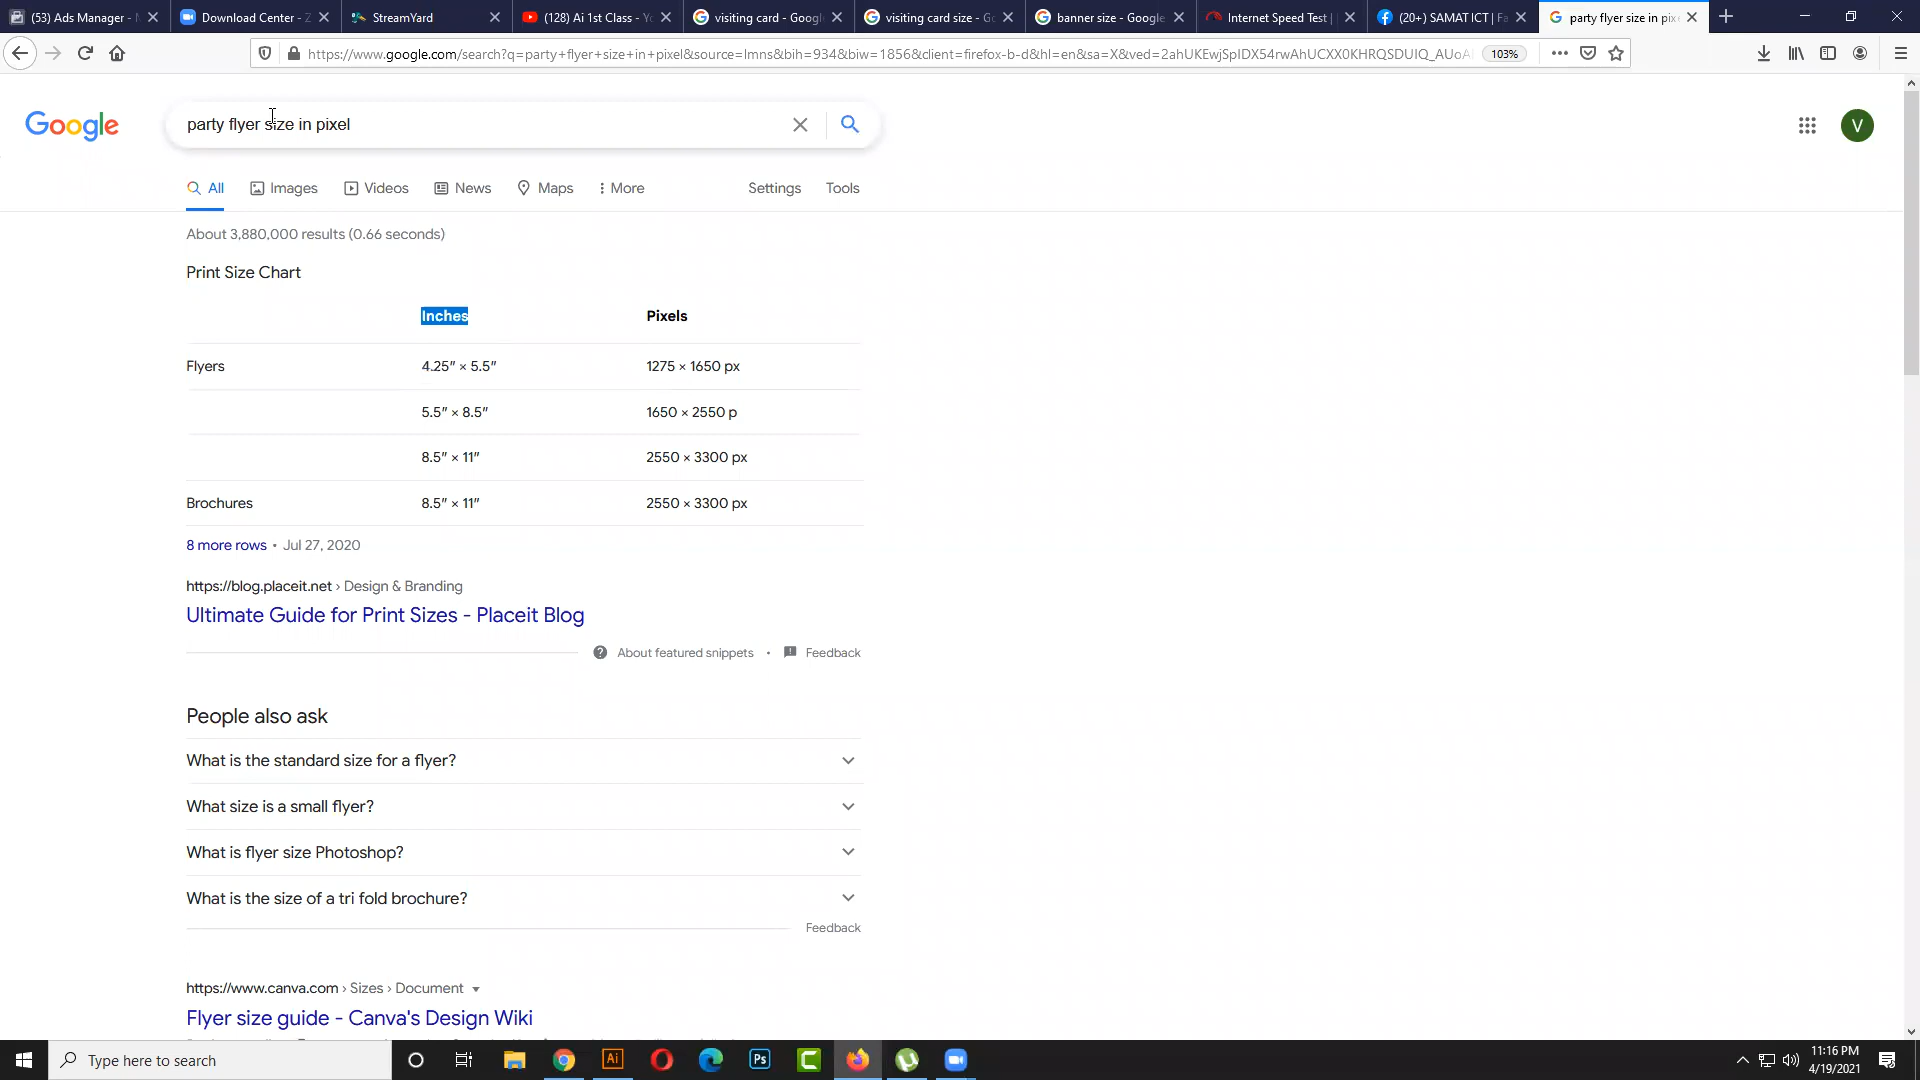 (53) Ads Manager - M
Download Center - Z
StreamYard
(128) Ai 1st Class - Yo
visiting card - Google
visiting card size - Go
banner size - Google
Internet Speed Test |
(20+) SAMAT ICT | Fa
party flyer size in pixe
https://www.google.com/search?q=party+flyer+size+in+pixel&source=lmns&bih=934&biw=1856&client=firefox-b-d&hl=en&sa=X&ved=2ahUKEwjSpIDX54rwAhUCXX0KHRQSDUIQ_AUoA
103%
Google
party flyer size in pixel
V
All
Images
Videos
News
Maps
More
Settings
Tools
About 3,880,000 results (0.66 seconds)
Print Size Chart
Inches Pixels
Flyers 4.25" × 5.5" 1275 × 1650 px
5.5" × 8.5" 1650 × 2550 p
8.5" × 11" 2550 × 3300 px
Brochures 8.5" × 11" 2550 × 3300 px
8 more rows • Jul 27, 2020
https://blog.placeit.net › Design & Branding
Ultimate Guide for Print Sizes - Placeit Blog
About featured snippets • Feedback
People also ask
What is the standard size for a flyer?
What size is a small flyer?
What is flyer size Photoshop?
What is the size of a tri fold brochure?
Feedback
https://www.canva.com › Sizes › Document
Flyer size guide - Canva's Design Wiki
Type here to search
Ai
Ps
11:16 PM
4/19/2021